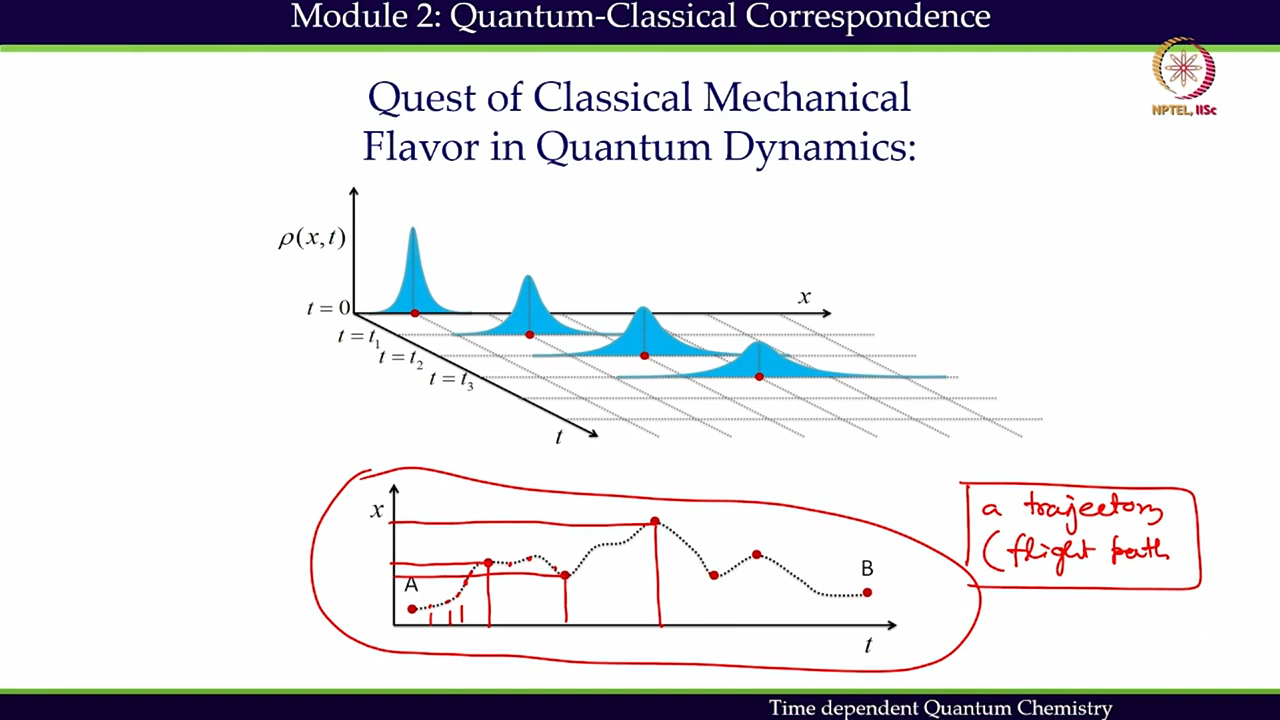 Module 2: Quantum-Classical Correspondence
NPTEL, IISc
Quest of Classical Mechanical
Flavor in Quantum Dynamics:
ρ(x,t)
x
t = 0
t = t₁
t = t₂
t = t₃
t
x
A
B
t
a trajectory
(flight path
Time dependent Quantum Chemistry